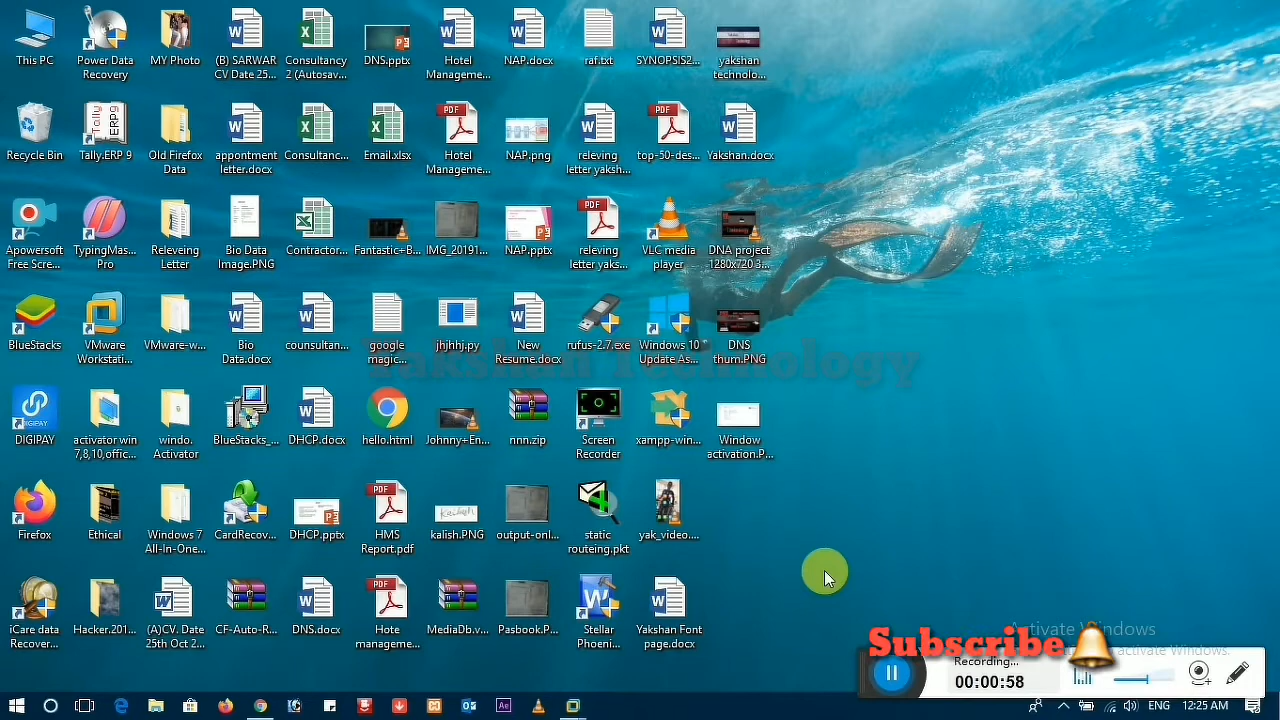 This PC
Power Data
Recovery
MY Photo
(B) SARWAR
CV Date 25...
Consultancy
2 (Autosav...
DNS.pptx
Hotel
Manageme...
NAP.docx
raf.txt
SYNOPSIS2...
yakshan
technolo...
Recycle Bin
Tally.ERP 9
Old Firefox
Data
appointment
letter.docx
Consultanc...
Email.xlsx
Hotel
Manageme...
NAP.png
releving
letter yaksh...
top-50-des...
Yakshan.docx
Apowersoft
Free Scre...
TypingMas...
Pro
Releveing
Letter
Bio Data
Image.PNG
Contractor...
Fantastic+B...
IMG_20191...
NAP.pptx
releving
letter yaks...
VLC media
player
DNA project
1280x720 3...
BlueStacks
VMware
Workstati...
VMware-w...
Bio
Data.docx
counsultan...
google
magic...
jhjhhj.py
New
Resume.docx
rufus-2.7.exe
Windows 10
Update As...
DNS
thum.PNG
Yakshan Technology
DIGIPAY
activator win
7,8,10,offic...
windo.
Activator
BlueStacks_...
DHCP.docx
hello.html
Johnny+En...
nnn.zip
Screen
Recorder
xampp-win...
Window
activation.P...
Firefox
Ethical
Windows 7
All-In-One...
CardRecov...
DHCP.pptx
HMS
Report.pdf
kalish.PNG
output-onl...
static
routeing.pkt
yak_video....
iCare data
Recover...
Hacker.201...
(A)CV. Date
25th Oct 2...
CF-Auto-R...
DNS.docx
Hote
manageme...
MediaDb.v...
Pasbook.P...
Stellar
Phoeni...
Yakshan Font
page.docx
Activate Windows
activate Windows.
Subscribe
Recording...
00:00:58
ENG
12:25 AM